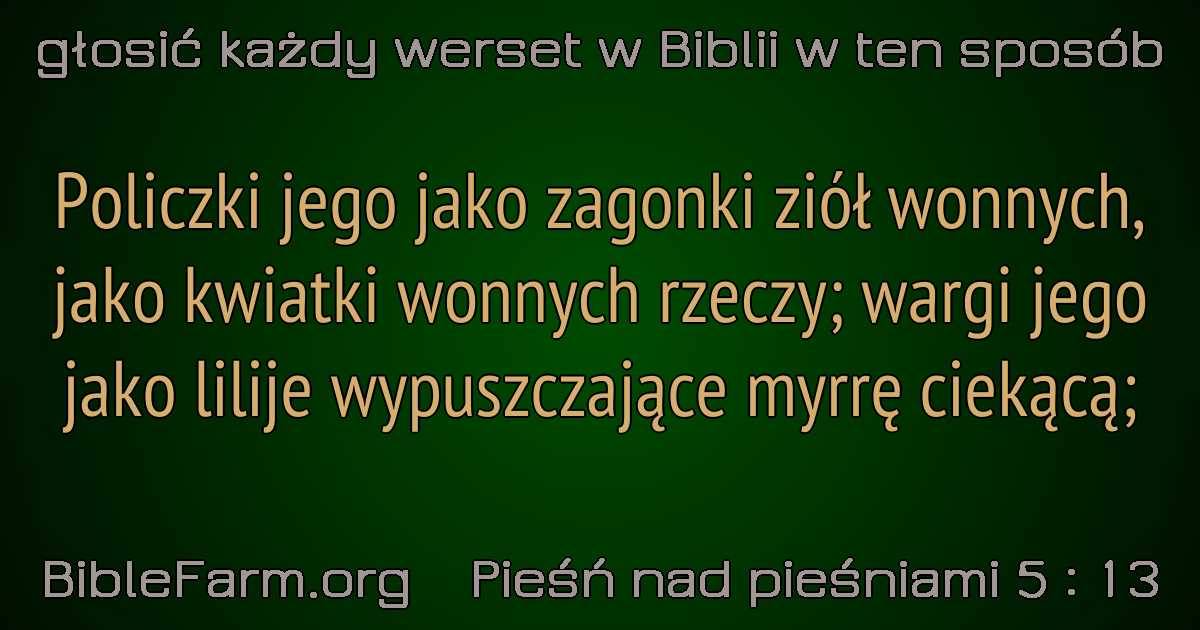 głosić każdy werset w Biblii w ten sposób
Policzki jego jako zagonki ziół wonnych,
jako kwiatki wonnych rzeczy; wargi jego
jako lilije wypuszczające myrrę ciekącą;
BibleFarm.org Pieśń nad pieśniami 5 : 13